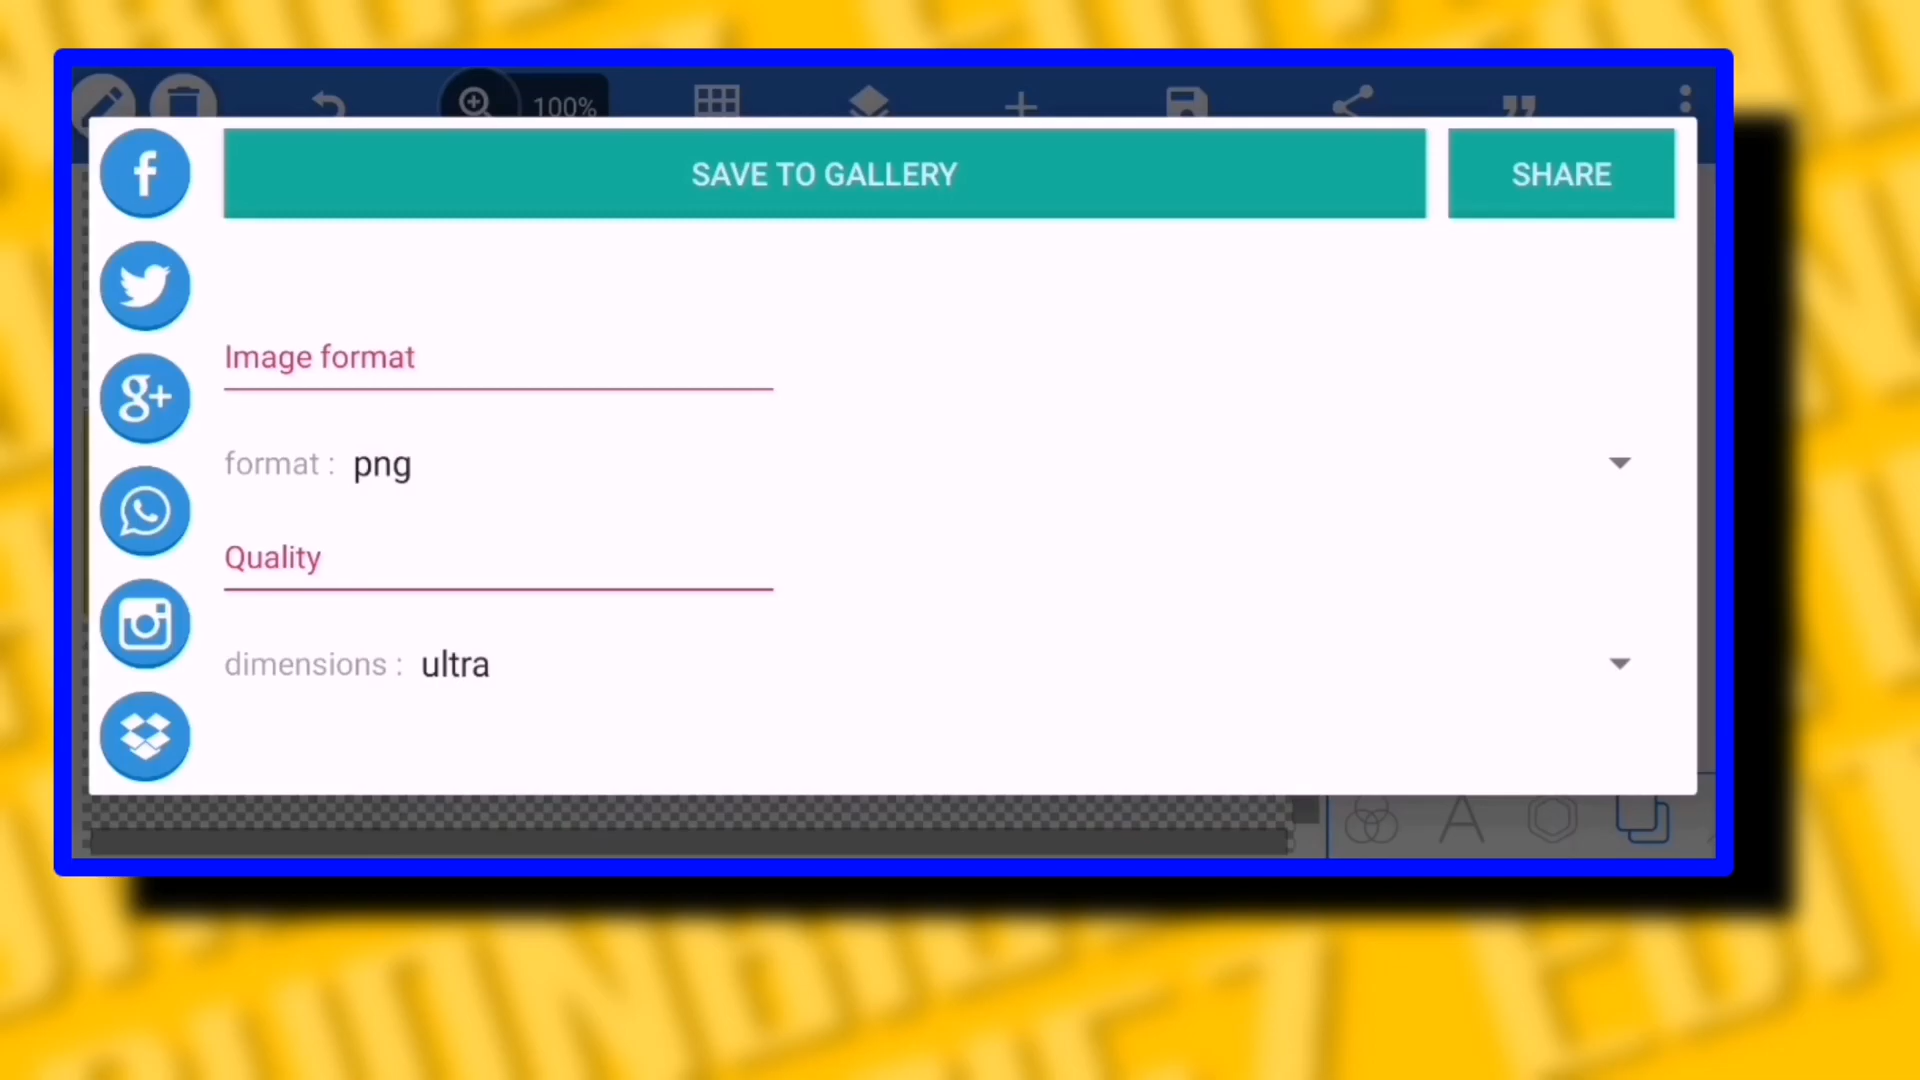 100%
SAVE TO GALLERY
SHARE
Image format
format : png
Quality
dimensions : ultra